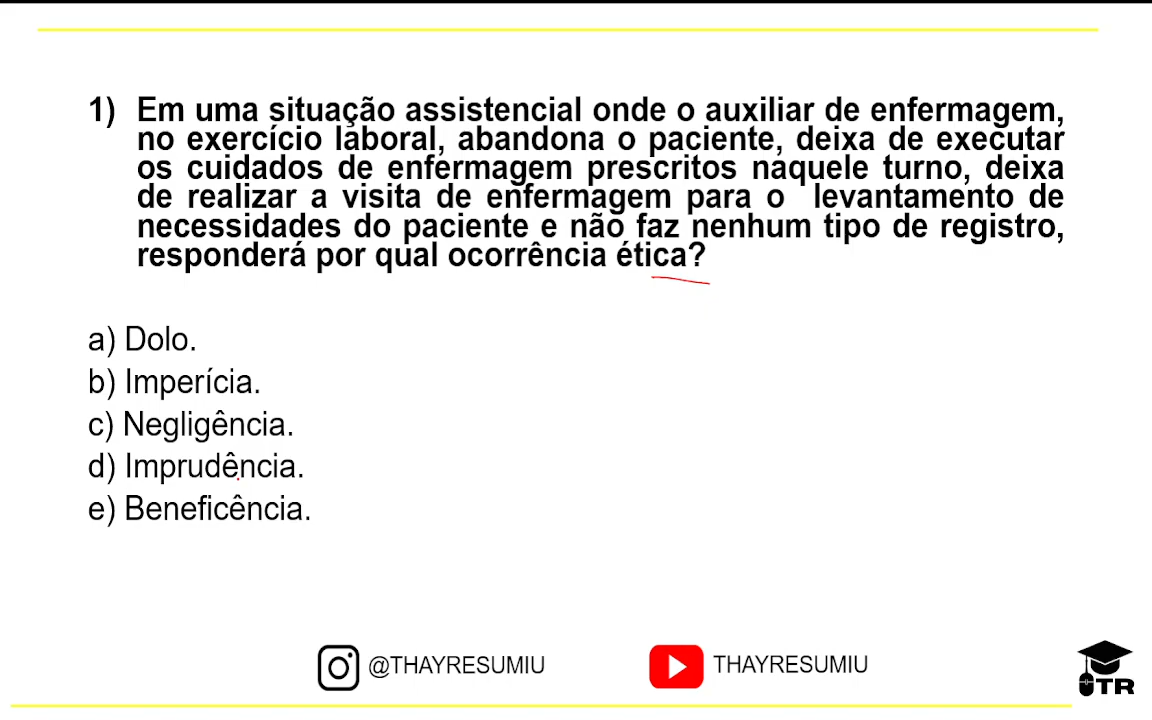 1) Em uma situação assistencial onde o auxiliar de enfermagem,
no exercício laboral, abandona o paciente, deixa de executar
os cuidados de enfermagem prescritos naquele turno, deixa
de realizar a visita de enfermagem para o levantamento de
necessidades do paciente e não faz nenhum tipo de registro,
responderá por qual ocorrência ética?
a) Dolo.
b) Imperícia.
c) Negligência.
d) Imprudência.
e) Beneficência.
@THAYRESUMIU
THAYRESUMIU
TR